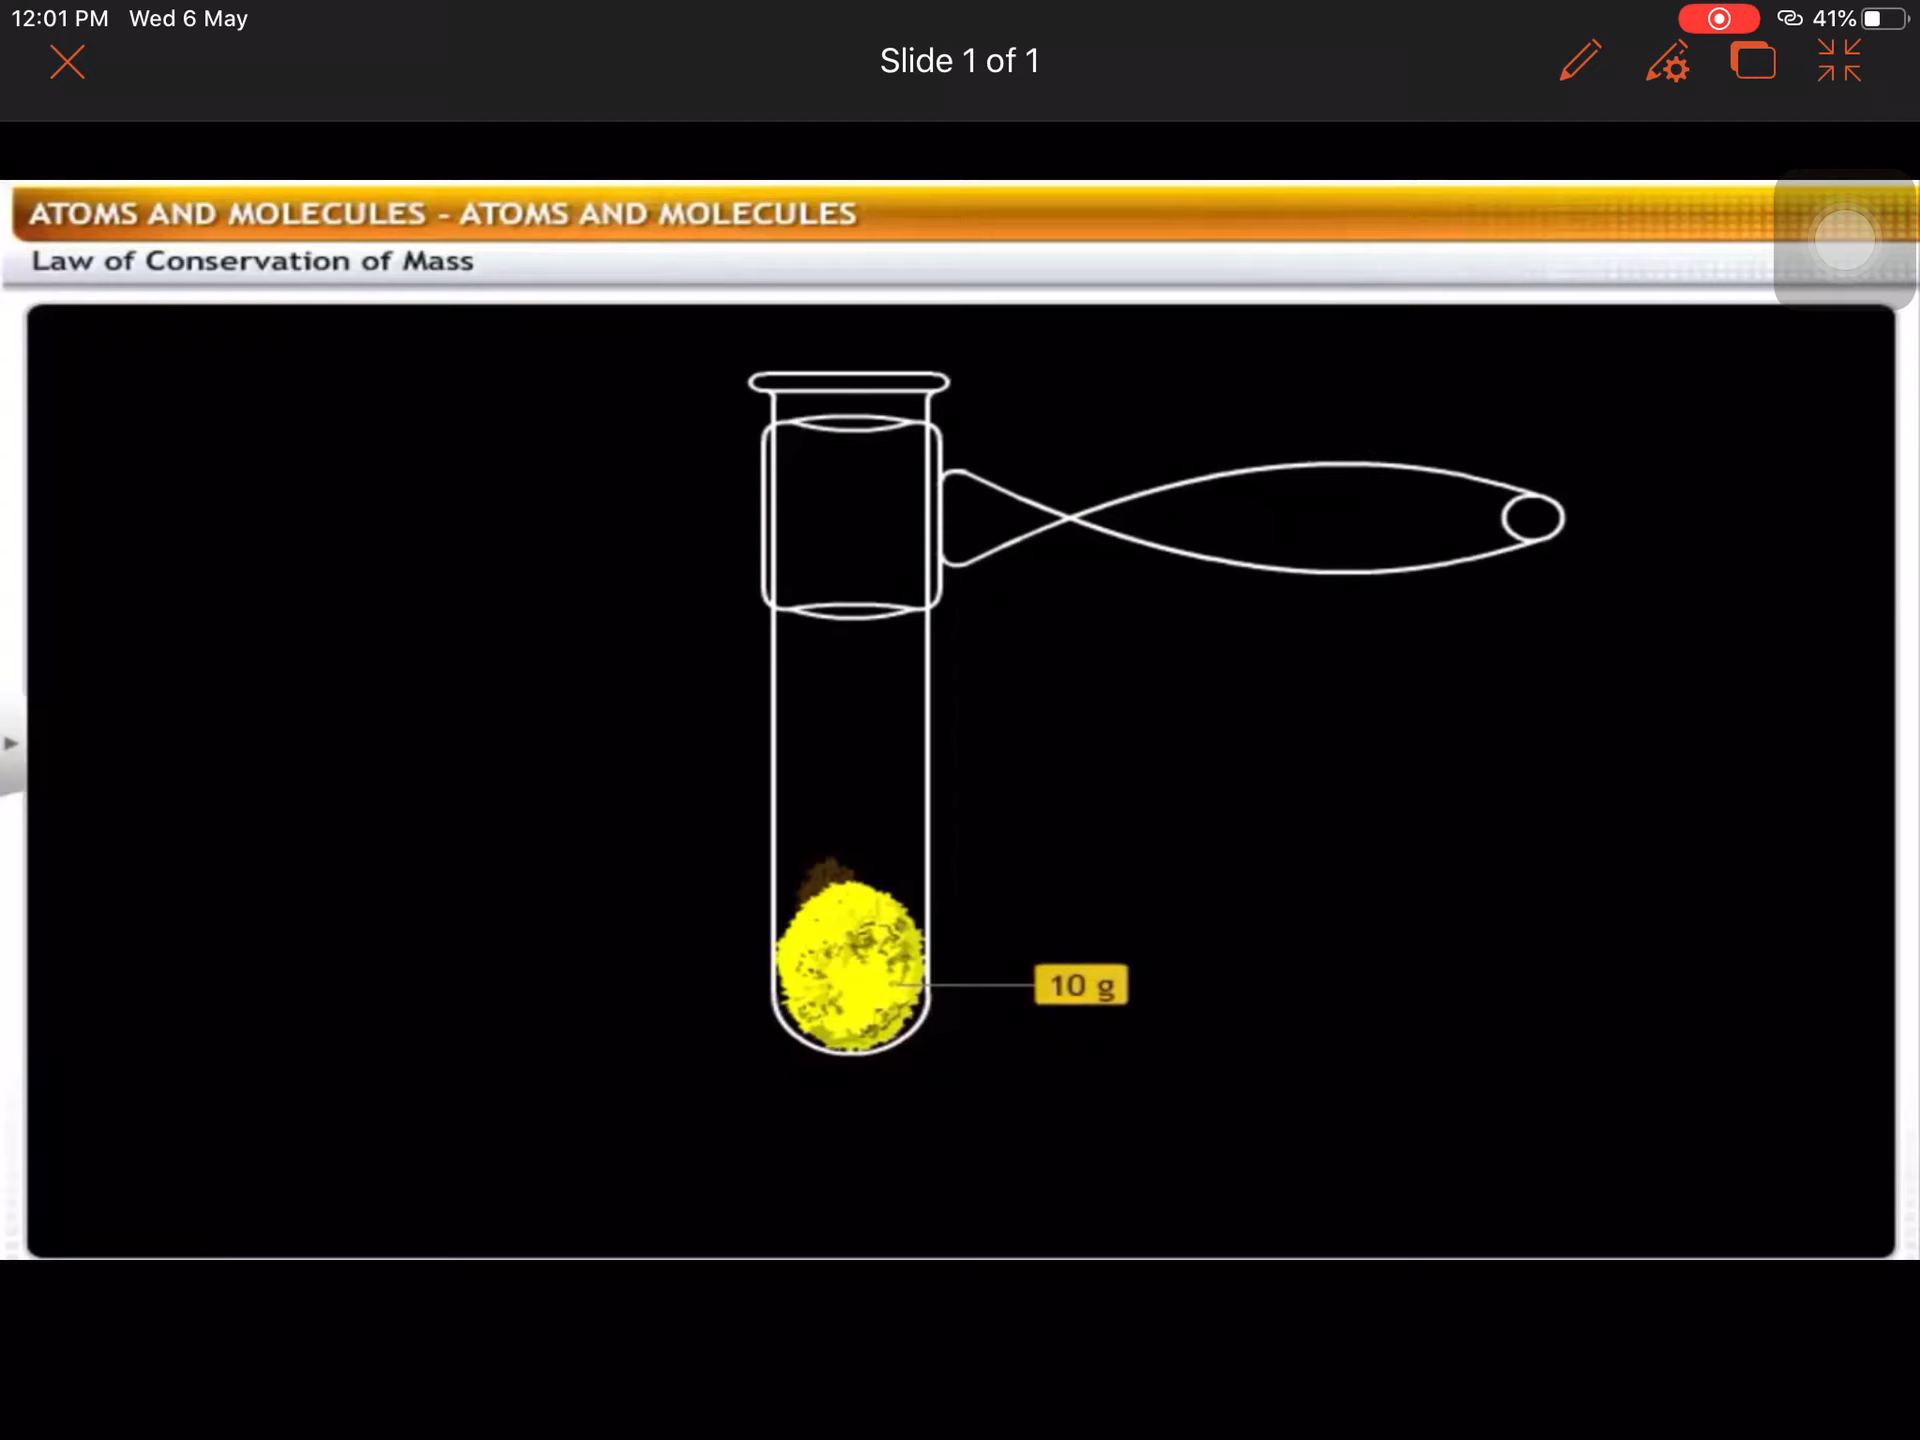 12:01 PM Wed 6 May
41%
Slide 1 of 1
ATOMS AND MOLECULES - ATOMS AND MOLECULES
Law of Conservation of Mass
10 g